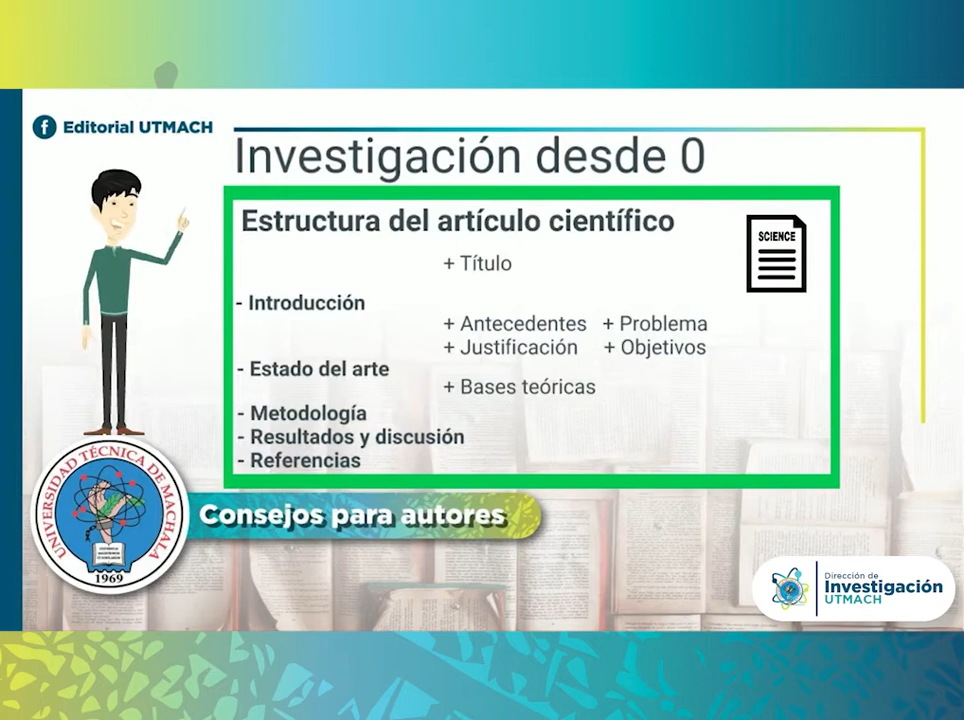 Editorial UTMACH
Investigación desde 0
Estructura del artículo científico
SCIENCE
+ Título
- Introducción
+ Antecedentes + Problema
+ Justificación + Objetivos
- Estado del arte
+ Bases teóricas
- Metodología
- Resultados y discusión
- Referencias
UNIVERSIDAD TÉCNICA DE MACHALA
1969
Consejos para autores
Dirección de
Investigación
UTMACH